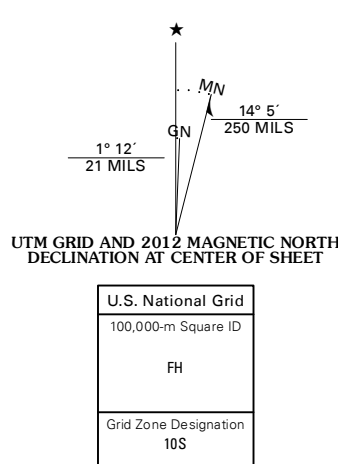 ★
MN
14° 5´
250 MILS
GN
1° 12´
21 MILS
UTM GRID AND 2012 MAGNETIC NORTH
DECLINATION AT CENTER OF SHEET
U.S. National Grid
100,000-m Square ID
FH
Grid Zone Designation
10S